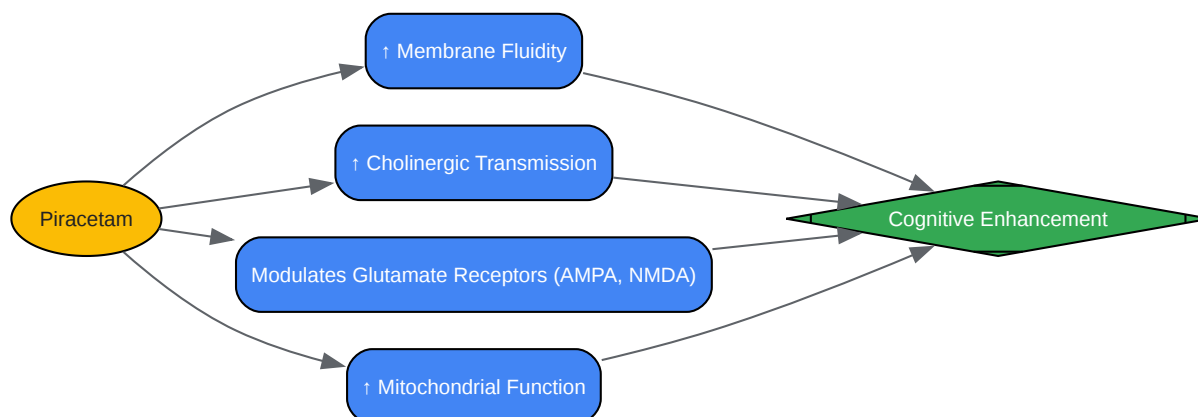 ↑ Membrane Fluidity
↑ Cholinergic Transmission
Piracetam
Cognitive Enhancement
Modulates Glutamate Receptors (AMPA, NMDA)
↑ Mitochondrial Function